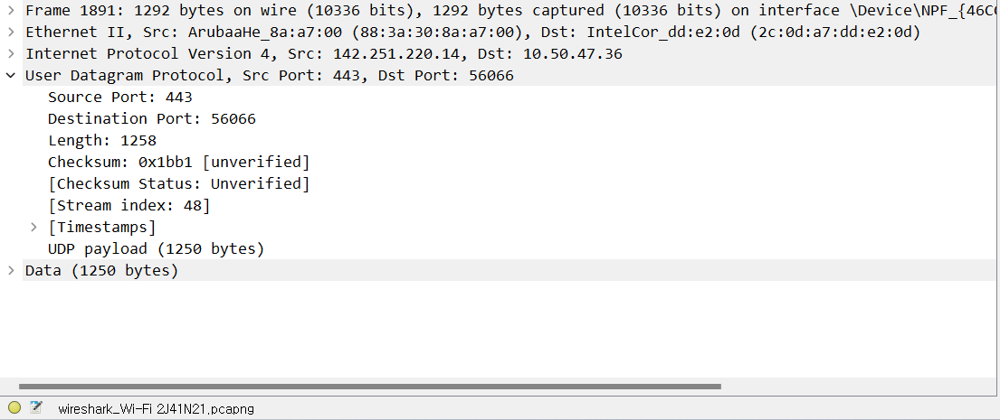 Frame 1891: 1292 bytes on wire (10336 bits), 1292 bytes captured (10336 bits) on interface \Device\NPF_{46C
Ethernet II, Src: ArubaaHe_8a:a7:00 (88:3a:30:8a:a7:00), Dst: IntelCor_dd:e2:0d (2c:0d:a7:dd:e2:0d)
Internet Protocol Version 4, Src: 142.251.220.14, Dst: 10.50.47.36
User Datagram Protocol, Src Port: 443, Dst Port: 56066
Source Port: 443
Destination Port: 56066
Length: 1258
Checksum: 0x1bb1 [unverified]
[Checksum Status: Unverified]
[Stream index: 48]
[Timestamps]
UDP payload (1250 bytes)
Data (1250 bytes)
wireshark_Wi-Fi 2J41N21.pcapng